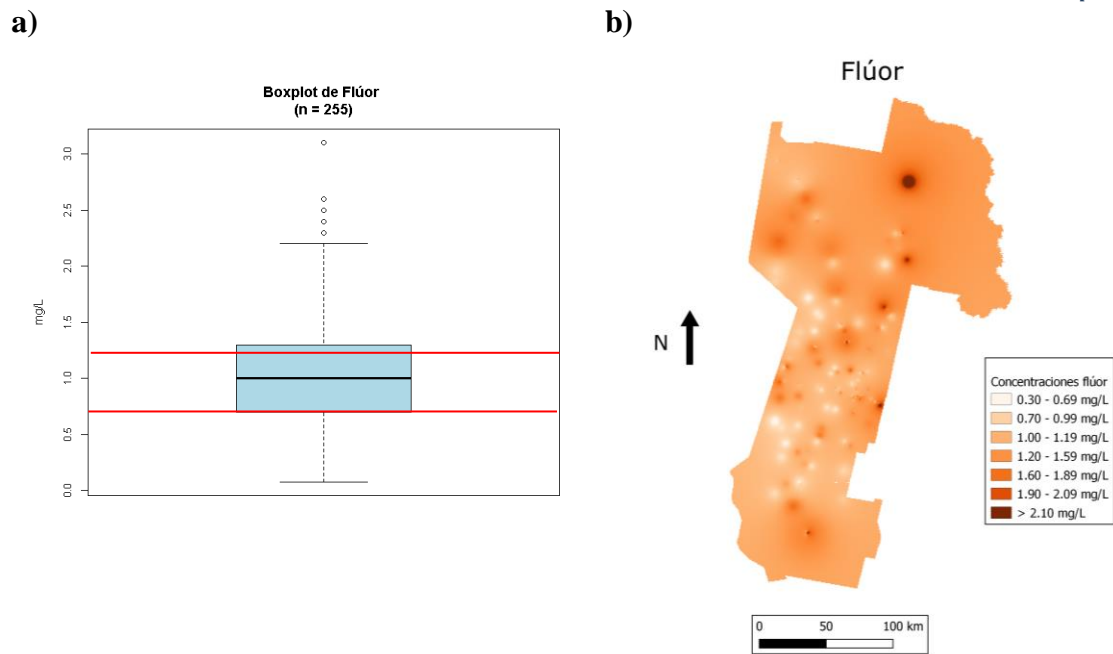 a)
b)
Boxplot de Flúor
(n = 255)
3.0
2.5
2.0
1.5
1.0
0.5
0.0
mg/L
Flúor
N
Concentraciones flúor
0.30 - 0.69 mg/L
0.70 - 0.99 mg/L
1.00 - 1.19 mg/L
1.20 - 1.59 mg/L
1.60 - 1.89 mg/L
1.90 - 2.09 mg/L
> 2.10 mg/L
0 50 100 km